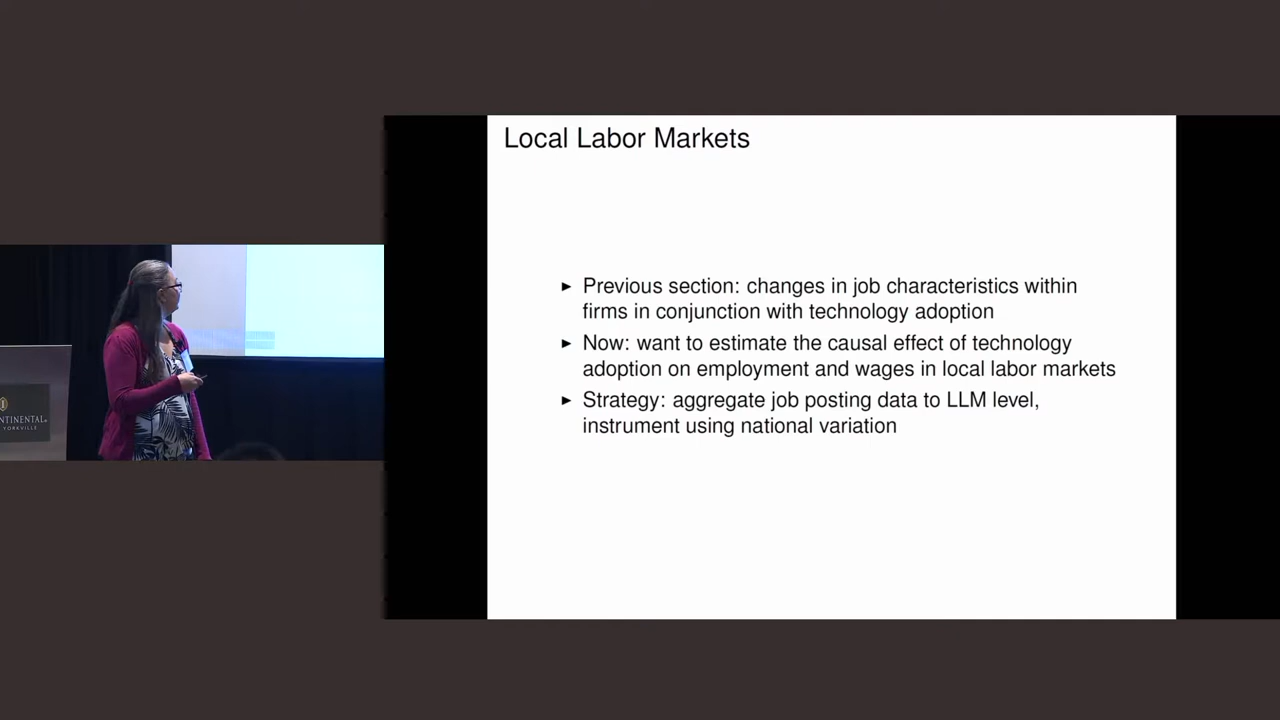 Local Labor Markets
► Previous section: changes in job characteristics within
firms in conjunction with technology adoption
► Now: want to estimate the causal effect of technology
adoption on employment and wages in local labor markets
► Strategy: aggregate job posting data to LLM level,
instrument using national variation
CONTINENTAL
YORKVILLE